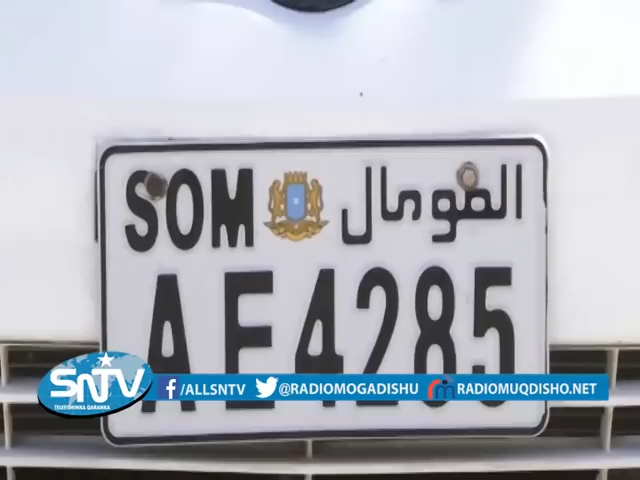 SOM الصومال
AE4285
SNTV
TELEFISHINKA QARANKA
/ALLSNTV @RADIOMOGADISHU RADIOMUQDISHO.NET